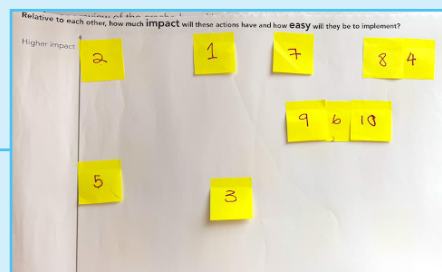 Relative to each other, how much impact will these actions have and how easy will they be to implement?
Higher impact
2 1 7 8 4
9 6 10
5
3